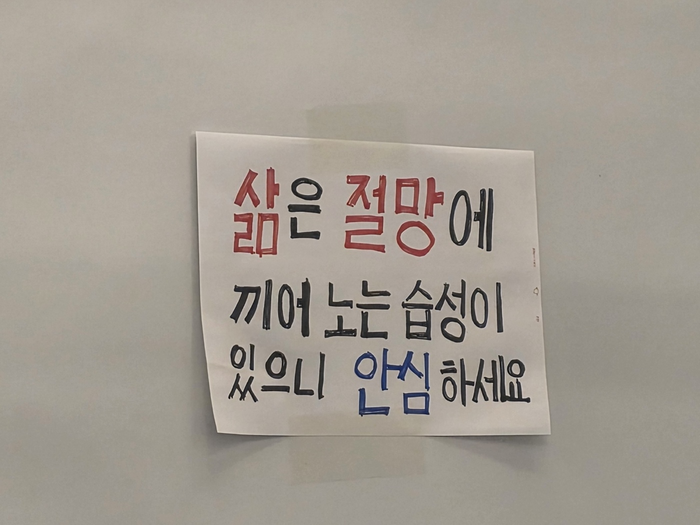 삶은 절망에
끼어 노는 습성이
있으니 안심하세요